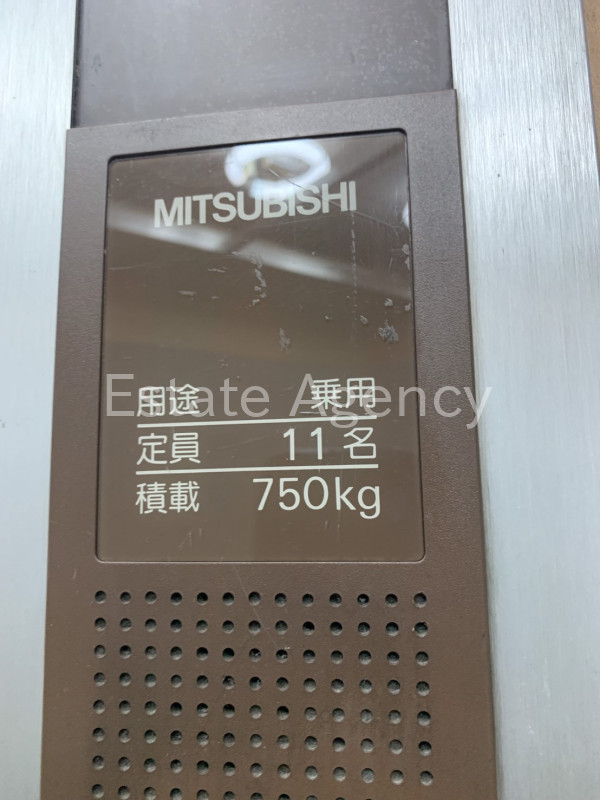 MITSUBISHI
用途 乗用
Estate Agency
定員 11名
積載 750kg